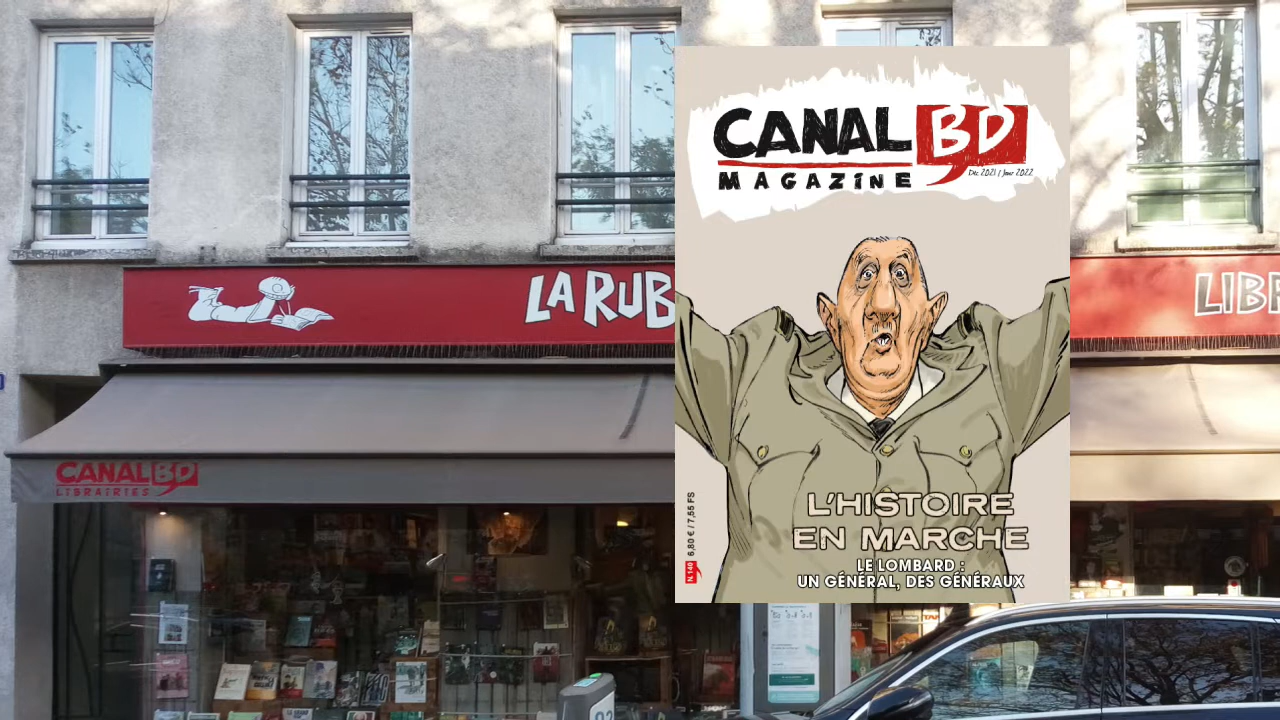 CANAL BD
MAGAZINE
Déc 2021 / Janv 2022
LA RUB
LIBR
CANAL BD
LIBRAIRIES
L'HISTOIRE
EN MARCHE
LE LOMBARD :
UN GÉNÉRAL, DES GÉNÉRAUX
N.140 6,80 € / 7,55 FS